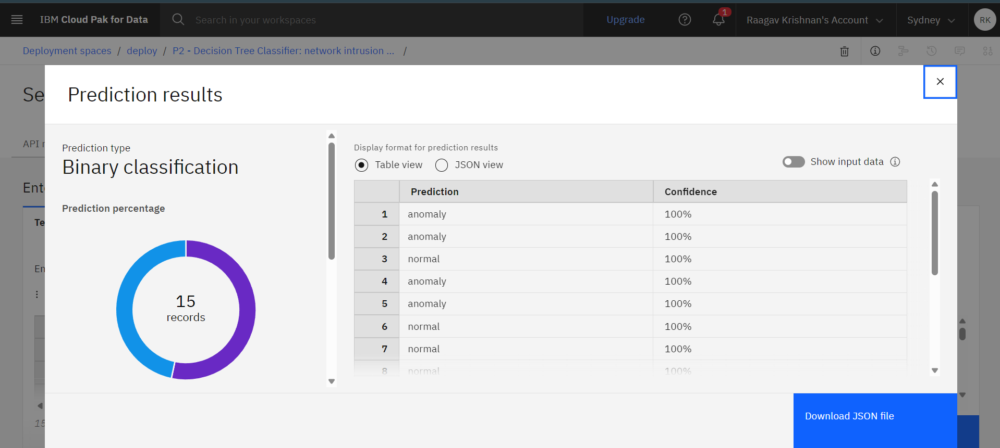 IBM Cloud Pak for Data
Search in your workspaces
Upgrade
1
Raagav Krishnan's Account
Sydney
RK
Deployment spaces / deploy / P2 - Decision Tree Classifier: network intrusion ... /
Se
Prediction results
API r
Prediction type
Binary classification
Display format for prediction results
Table view
JSON view
Show input data
Ente
Prediction percentage
Te
En
15
records
Prediction Confidence
1 anomaly 100%
2 anomaly 100%
3 normal 100%
4 anomaly 100%
5 anomaly 100%
6 normal 100%
7 normal 100%
8 normal 100%
15
Download JSON file